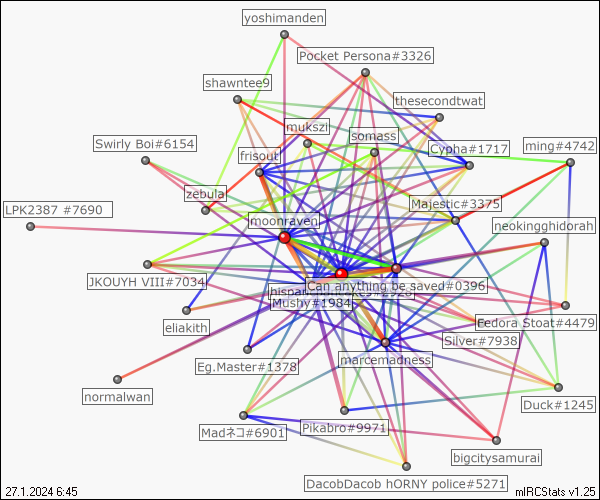 yoshimanden
Pocket Persona#3326
shawntee9
thesecondtwat
mukszi
somass
Swirly Boi#6154
Cypha#1717
ming#4742
frisout
zebula
Majestic#3375
LPK2387 #7690
moonraven
neokingghidorah
JKOUYH VIII#7034
Can anything be saved#0396
Mushy#1984
eliakith
Fedora Stoat#4479
Silver#7938
marcemadness
Eg.Master#1378
normalwan
Duck#1245
Madネコ#6901
Pikabro#9971
bigcitysamurai
DacobDacob hORNY police#5271
27.1.2024 6:45
mIRCStats v1.25